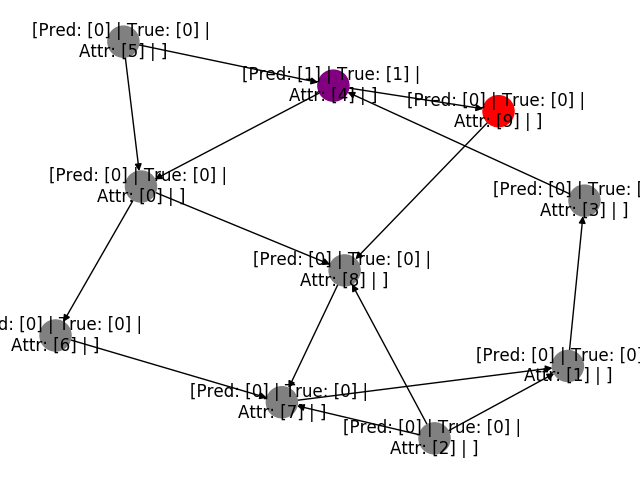 [Pred: [0] | True: [0] |
Attr: [5] | ]
[Pred: [1] | True: [1] |
Attr: [4] | ]
[Pred: [0] | True: [0] |
Attr: [9] | ]
[Pred: [0] | True: [0] |
Attr: [0] | ]
[Pred: [0] | True: [
Attr: [3] | ]
[Pred: [0] | True: [0] |
Attr: [8] | ]
d: [0] | True: [0] |
Attr: [6] | ]
[Pred: [0] | True: [0]
Attr: [1] | ]
[Pred: [0] | True: [0] |
Attr: [7] | ]
[Pred: [0] | True: [0] |
Attr: [2] | ]